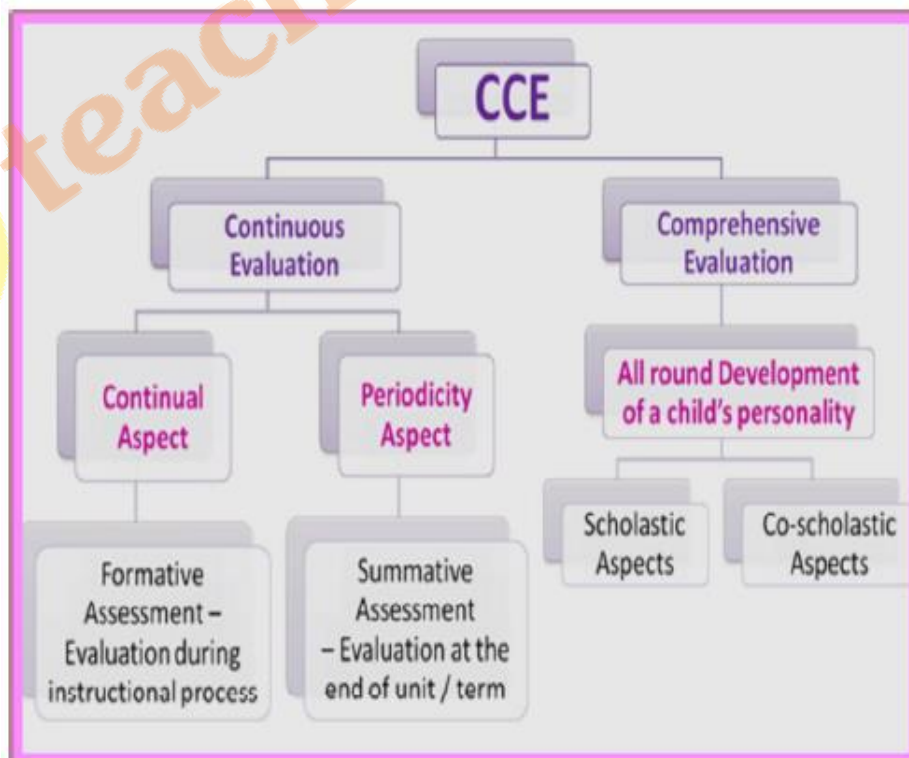 teach
CCE
Continuous
Evaluation
Comprehensive
Evaluation
Continual
Aspect
Periodicity
Aspect
All round Development
of a child's personality
Formative
Assessment –
Evaluation during
instructional process
Summative
Assessment
– Evaluation at the
end of unit / term
Scholastic
Aspects
Co-scholastic
Aspects